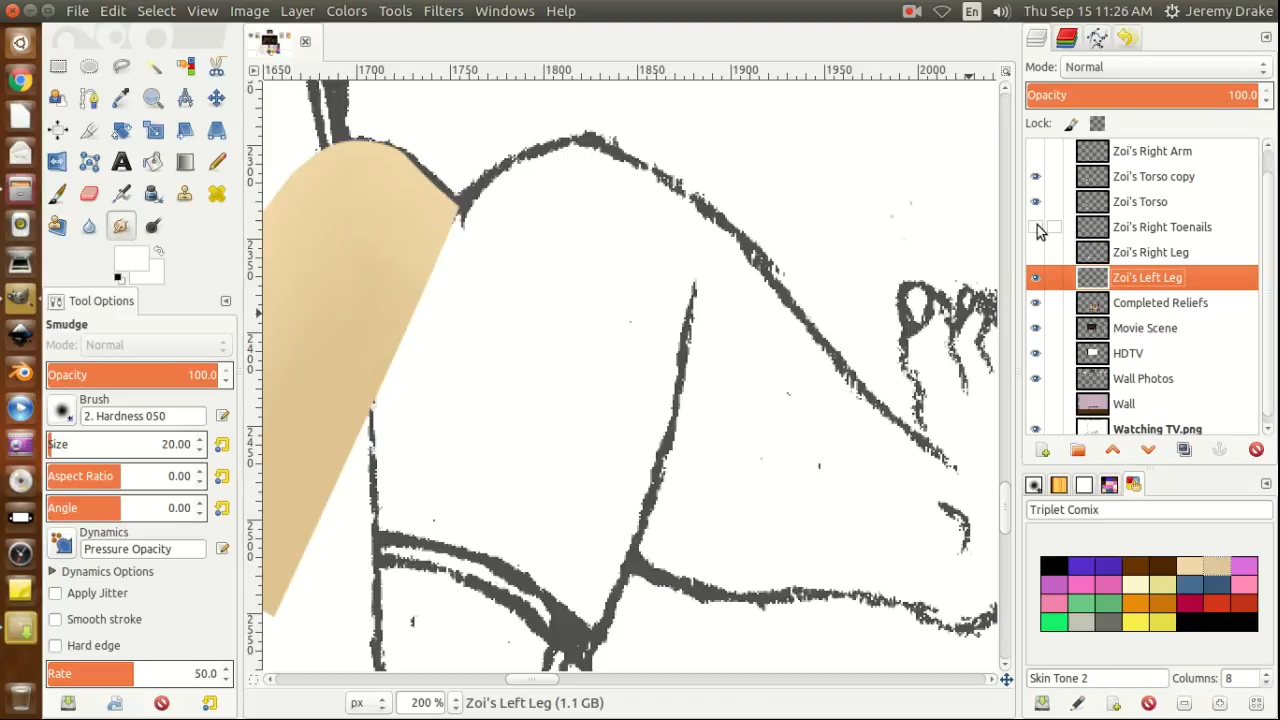 File Edit Select View Image Layer Colors Tools Filters Windows Help En Thu Sep 15 11:26 AM Jeremy Drake
1650 1700 1750 1800 1850 1900 1950 2000
Mode: Normal
Opacity 100.0
Lock:
Zoi's Right Arm
Zoi's Torso copy
Zoi's Torso
Zoi's Right Toenails
Zoi's Right Leg
Zoi's Left Leg
Completed Reliefs
Movie Scene
HDTV
Wall Photos
Wall
Watching TV.png
Tool Options
Smudge
Mode: Normal
Opacity 100.0
Brush
2. Hardness 050
Size 20.00
Aspect Ratio 0.00
Angle 0.00
Dynamics
Pressure Opacity
Dynamics Options
Apply Jitter
Smooth stroke
Hard edge
Rate 50.0
Triplet Comix
Skin Tone 2 Columns: 8
px 200 % Zoi's Left Leg (1.1 GB)